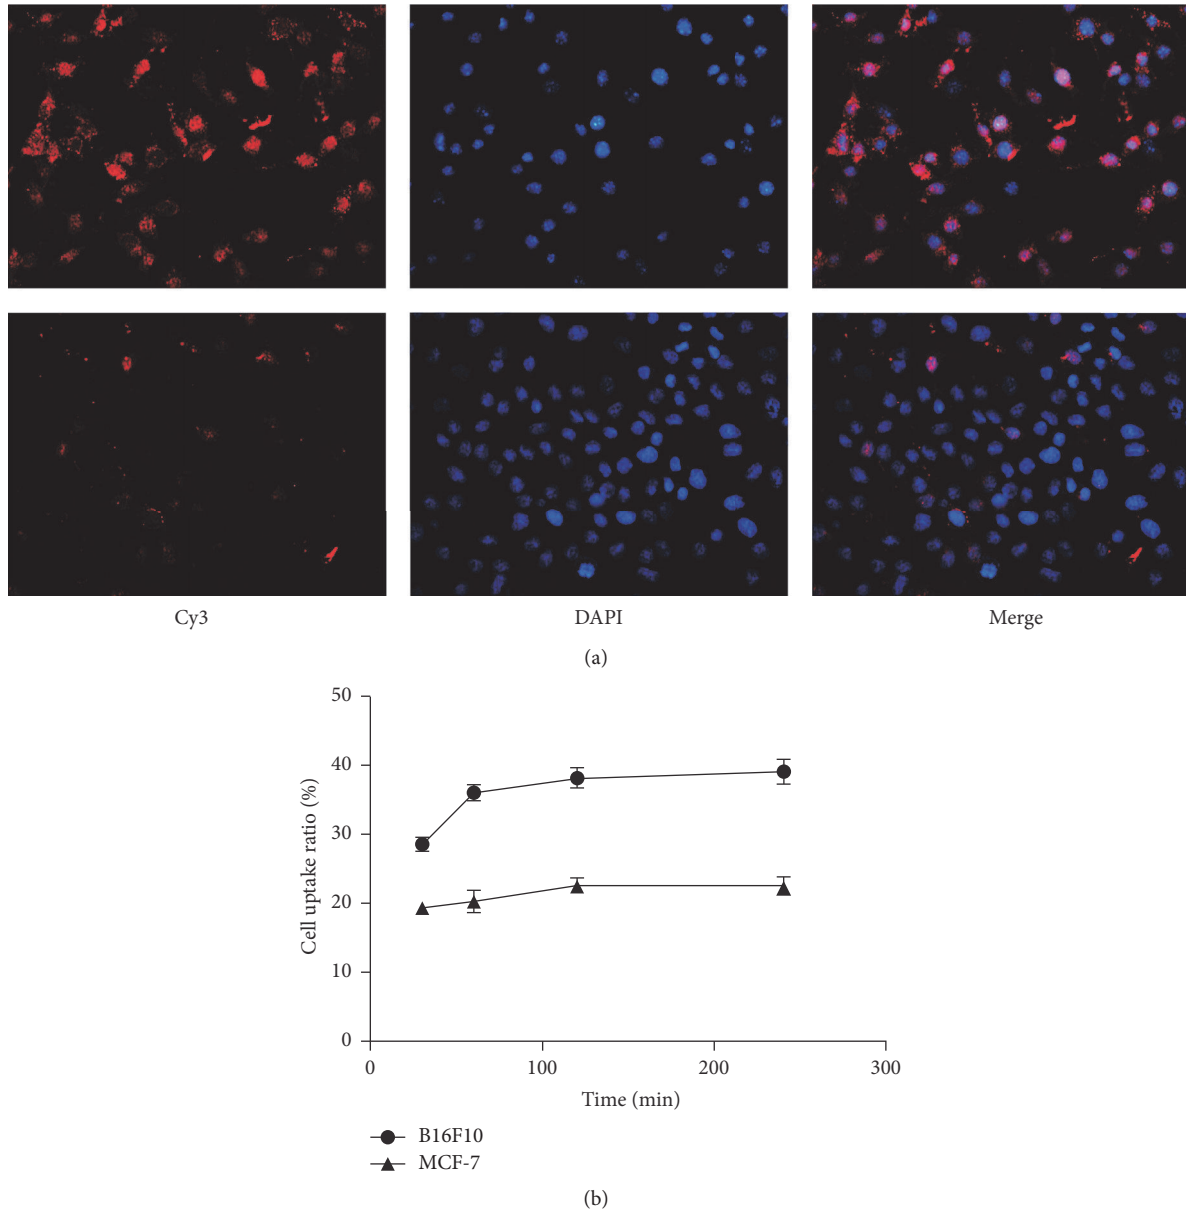 Cy3
DAPI
Merge
(a)
50
40
30
20
10
0
Cell uptake ratio (%)
0
100
200
300
Time (min)
B16F10
MCF-7
(b)